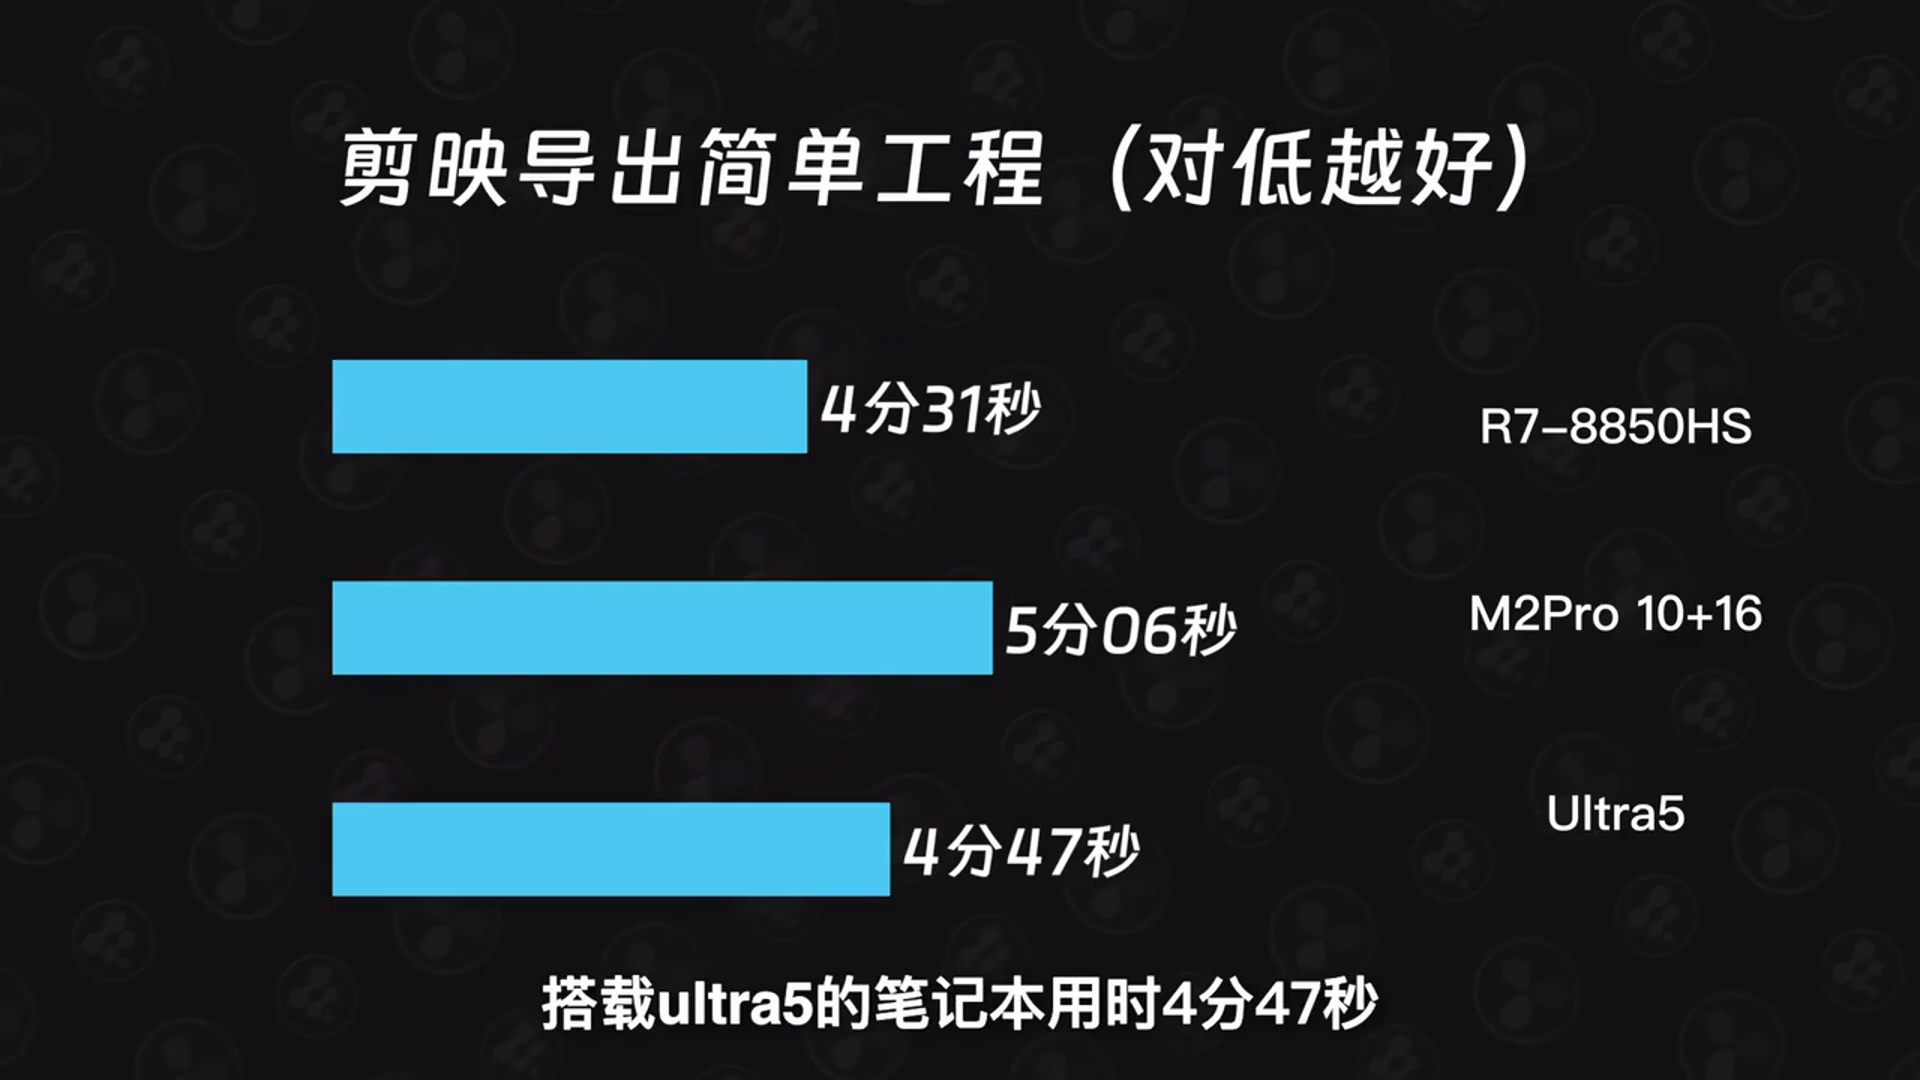 剪映导出简单工程（对低越好）
4分31秒
R7-8850HS
5分06秒
M2Pro 10+16
4分47秒
Ultra5
搭载ultra5的笔记本用时4分47秒